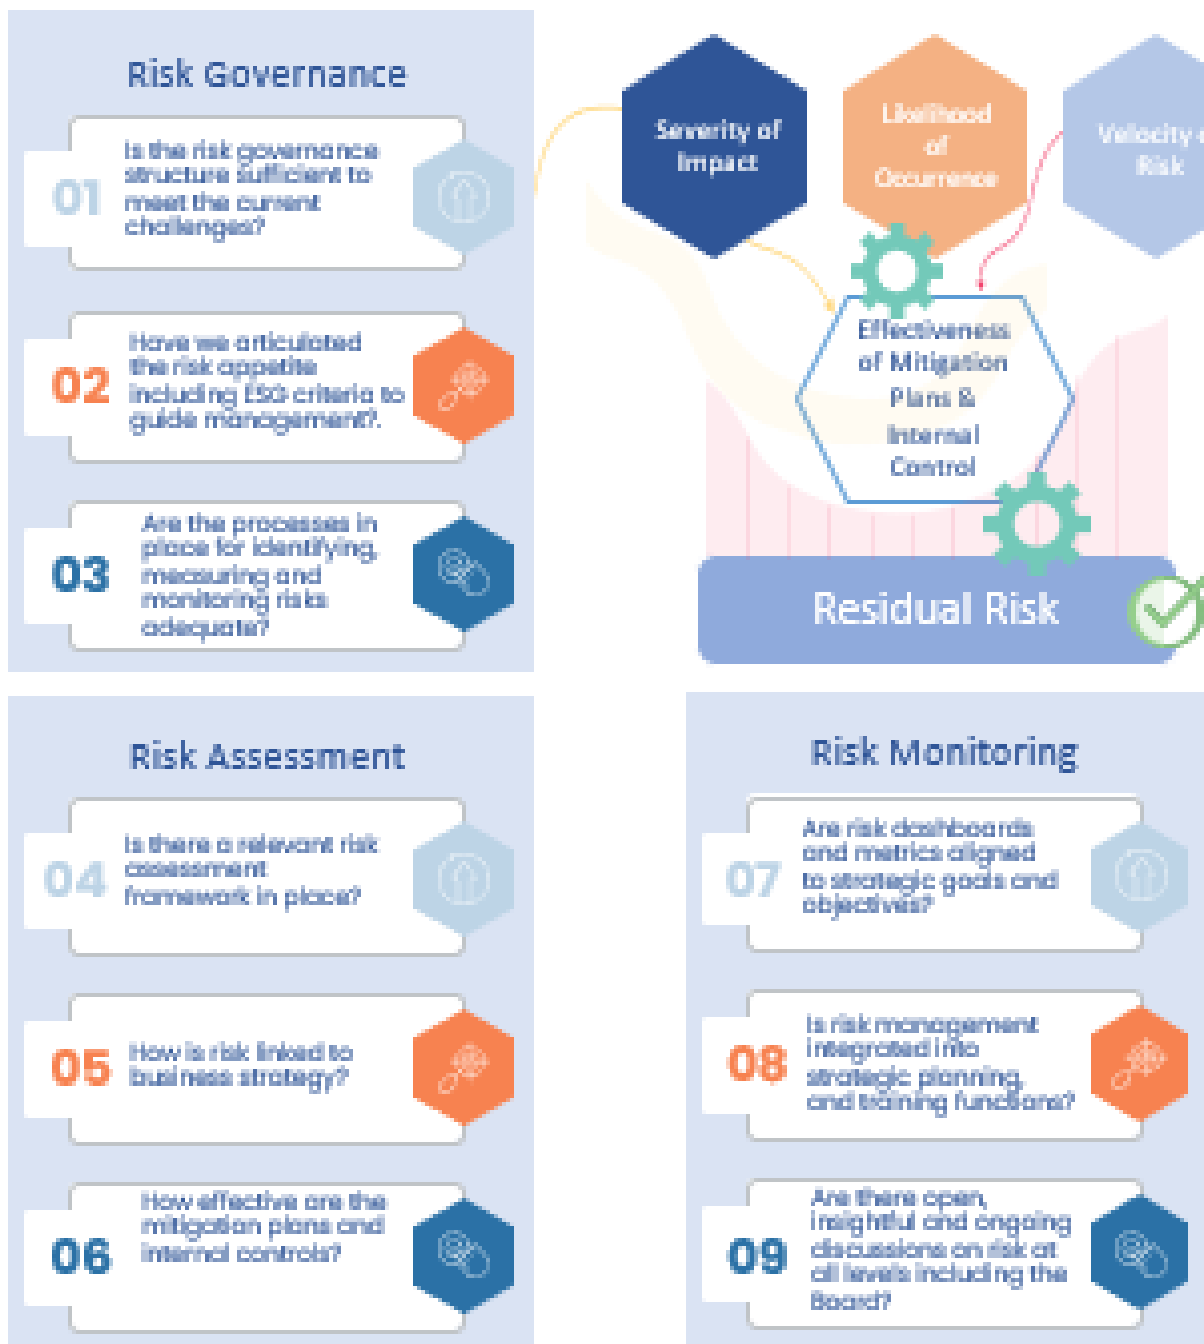 Risk Governance
01
Is the risk governance
structure sufficient to
meet the current
challenges?
02
Have we articulated
the risk appetite
including ESG criteria to
guide management?.
03
Are the processes in
place for identifying,
measuring and
monitoring risks
adequate?
Severity of
Impact
Likelihood
of
Occurrence
Velocity o
Risk
Effectiveness
of Mitigation
Plans &
Internal
Control
Residual Risk
Risk Assessment
04
Is there a relevant risk
assessment
framework in place?
05
How is risk linked to
business strategy?
06
How effective are the
mitigation plans and
internal controls?
Risk Monitoring
07
Are risk dashboards
and metrics aligned
to strategic goals and
objectives?
08
Is risk management
integrated into
strategic planning,
and training functions?
09
Are there open,
insightful and ongoing
discussions on risk at
all levels including the
Board?